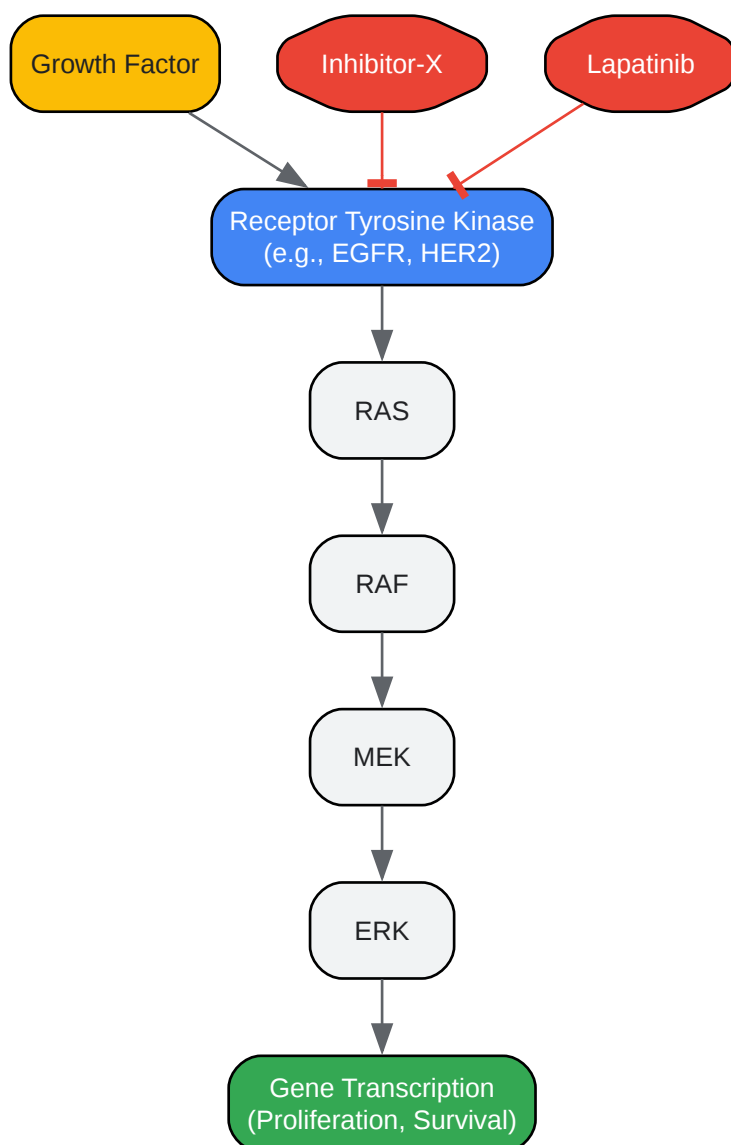 Growth Factor
Inhibitor-X
Lapatinib
Receptor Tyrosine Kinase
(e.g., EGFR, HER2)
RAS
RAF
MEK
ERK
Gene Transcription
(Proliferation, Survival)